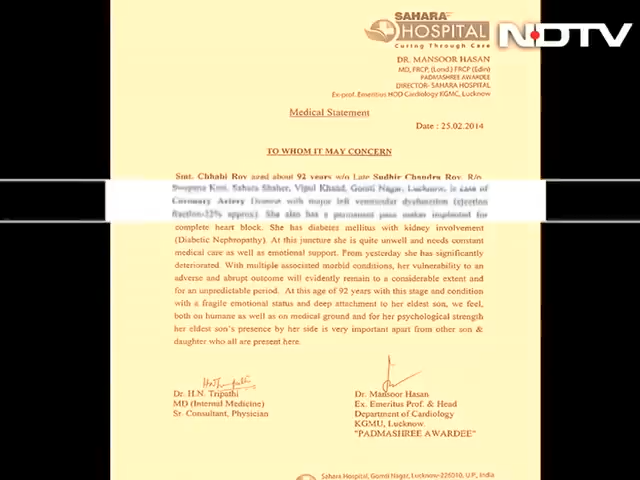 SAHARA
HOSPITAL
Curing Through Care
NDTV
DR. MANSOOR HASAN
MD, FRCP, (Lond.) FRCP (Edin)
PADMASHREE AWARDEE
DIRECTOR- SAHARA HOSPITAL
Ex-prof. Emeritius HOD Cardiology KGMC, Lucknow
Medical Statement
Date : 25.02.2014
TO WHOM IT MAY CONCERN
Smt. Chhabi Roy aged about 92 years w/o Late Sudhir Chandra Roy, R/o.
Swapana Kuti, Sahara Shaher, Vipul Khand, Gomti Nagar, Lucknow, is case of
Coronary Artery Disease with major left ventricular dysfunction (ejection
fraction-22% approx). She also has a permanent pace maker implanted for
complete heart block. She has diabetes mellitus with kidney involvement
(Diabetic Nephropathy). At this juncture she is quite unwell and needs constant
medical care as well as emotional support. From yesterday she has significantly
deteriorated. With multiple associated morbid conditions, her vulnerability to an
adverse and abrupt outcome will evidently remain to a considerable extent and
for an unpredictable period. At this age of 92 years with this stage and condition
with a fragile emotional status and deep attachment to her eldest son, we feel,
both on humane as well as on medical ground and for her psychological strength
her eldest son's presence by her side is very important apart from other son &
daughter who all are present here.
Dr. H.N. Tripathi
MD (Internal Medicine)
Sr. Consultant, Physician
Dr. Mansoor Hasan
Ex. Emeritus Prof. & Head
Department of Cardiology
KGMU, Lucknow
"PADMASHREE AWARDEE"
Sahara Hospital, Gomti Nagar, Lucknow-226010, U.P., India